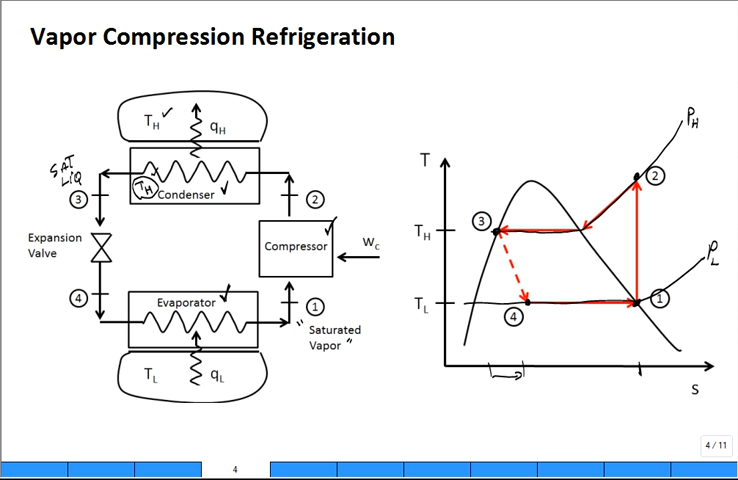 Vapor Compression Refrigeration
T_H ✓
q_H
SAT
LIQ
T_H
Condenser ✓
3
2
Expansion
Valve
Compressor ✓
W_C
4
Evaporator ✓
1
"Saturated
Vapor"
T_L
q_L
T
P_H
2
3
T_H
P_L
T_L
1
4
S
4 / 11
4